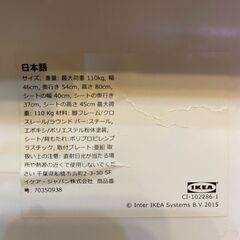 日本語
サイズ, 重量: 最大荷重 110kg, 幅
46cm, 奥行き 54cm, 高さ 80cm,
シートの幅 40cm, シートの奥行き
37cm, シートの高さ 45cm 最大荷
重: 110 Kg 材料: 脚フレーム/クロ
スレール/ラウンド バー: スチール,
エポキシ/ポリエステル粉体塗装,
シート/背もたれ: ポリプロピレンプ
ラスチック, 取付プレート: 亜鉛 取
扱い上の注意: 直射日光が当たる
場所や熱源の近くで使用しないでくだ
さい 千葉県船橋市浜町2-3-30 SF
イケア・ジャパン株式会社 商品番
号: 70350938
IKEA
CI-102286-1
© Inter IKEA Systems B.V 2015